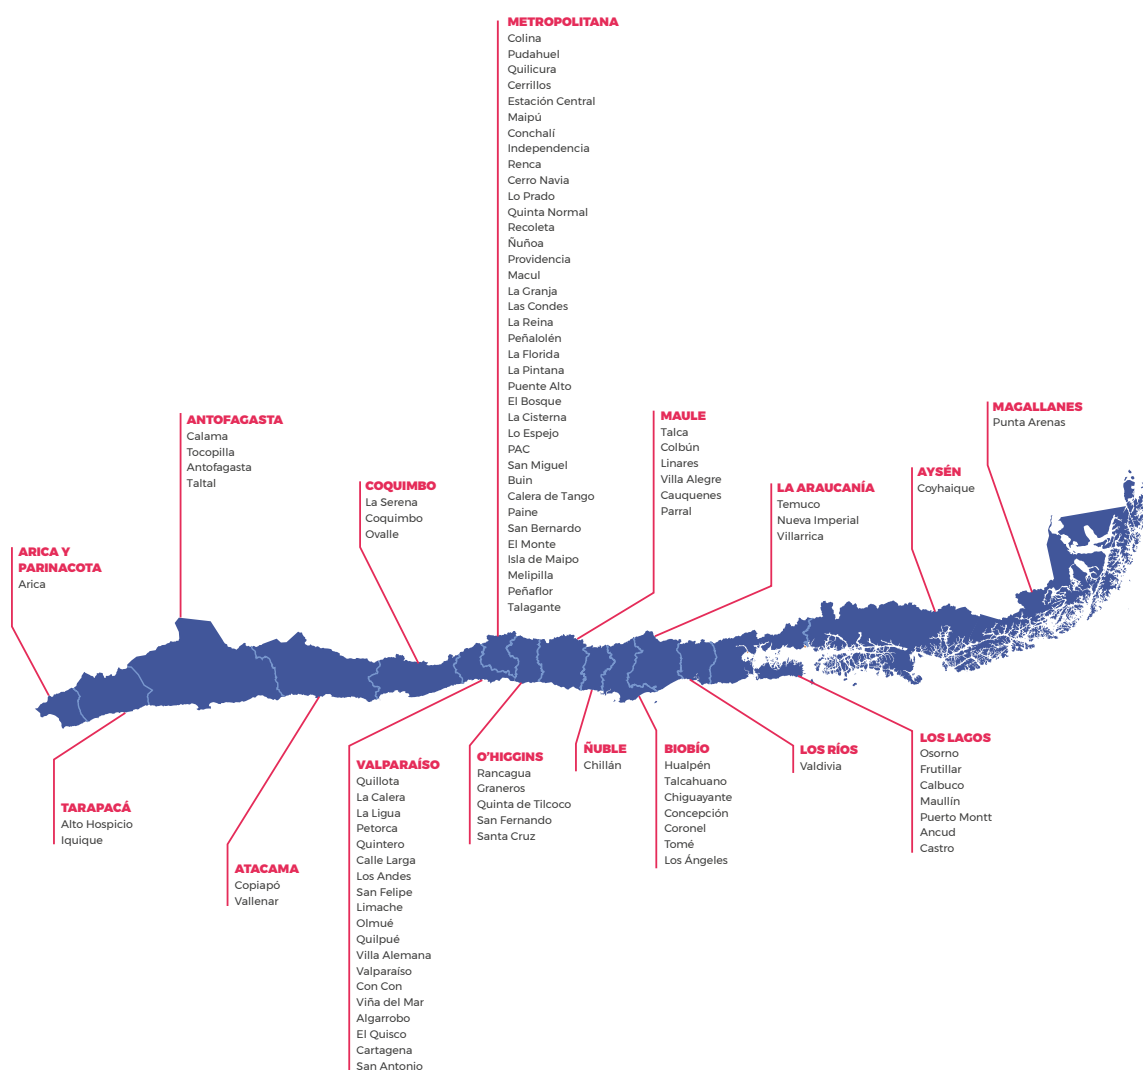 METROPOLITANA
Colina
Pudahuel
Quilicura
Cerrillos
Estación Central
Maipú
Conchalí
Independencia
Renca
Cerro Navia
Lo Prado
Quinta Normal
Recoleta
Ñuñoa
Providencia
Macul
La Granja
Las Condes
La Reina
Peñalolén
La Florida
La Pintana
Puente Alto
El Bosque
La Cisterna
Lo Espejo
PAC
San Miguel
Buin
Calera de Tango
Paine
San Bernardo
El Monte
Isla de Maipo
Melipilla
Peñaflor
Talagante
ANTOFAGASTA
Calama
Tocopilla
Antofagasta
Taltal
COQUIMBO
La Serena
Coquimbo
Ovalle
ARICA Y
PARINACOTA
Arica
MAULE
Talca
Colbún
Linares
Villa Alegre
Cauquenes
Parral
LA ARAUCANÍA
Temuco
Nueva Imperial
Villarrica
AYSÉN
Coyhaique
MAGALLANES
Punta Arenas
TARAPACÁ
Alto Hospicio
Iquique
ATACAMA
Copiapó
Vallenar
VALPARAÍSO
Quillota
La Calera
La Ligua
Petorca
Quintero
Calle Larga
Los Andes
San Felipe
Limache
Olmué
Quilpué
Villa Alemana
Valparaíso
Con Con
Viña del Mar
Algarrobo
El Quisco
Cartagena
San Antonio
O'HIGGINS
Rancagua
Graneros
Quinta de Tilcoco
San Fernando
Santa Cruz
ÑUBLE
Chillán
BIOBÍO
Hualpén
Talcahuano
Chiguayante
Concepción
Coronel
Tomé
Los Ángeles
LOS RÍOS
Valdivia
LOS LAGOS
Osorno
Frutillar
Calbuco
Maullín
Puerto Montt
Ancud
Castro